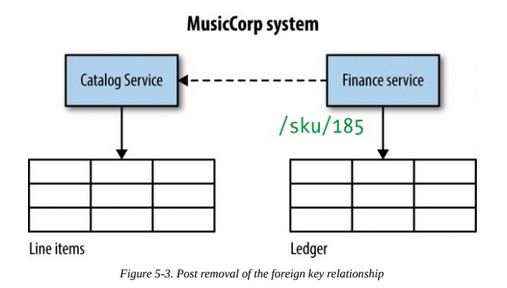 MusicCorp system
Catalog Service
Finance service
/sku/185
Line items
Ledger
Figure 5-3. Post removal of the foreign key relationship